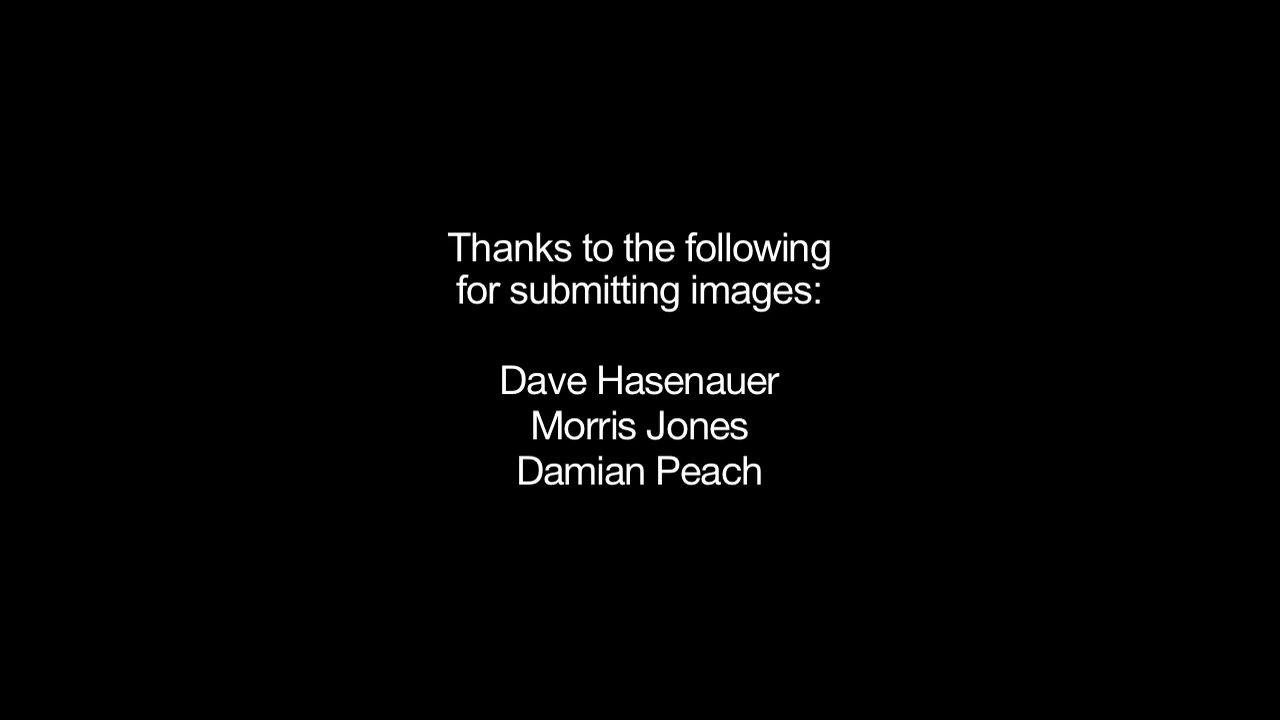 Thanks to the following
for submitting images:
Dave Hasenauer
Morris Jones
Damian Peach